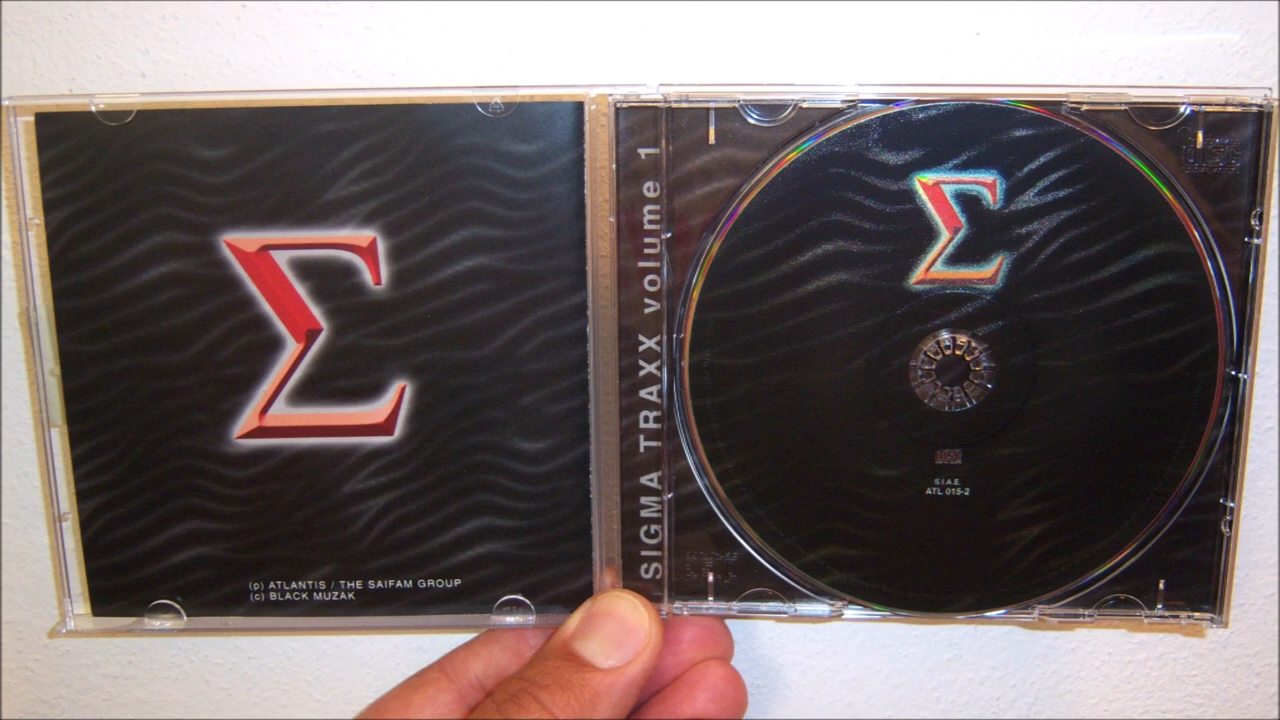 Σ
(p) ATLANTIS / THE SAIFAM GROUP
(c) BLACK MUZAK
SIGMA TRAXX volume 1
Σ
S.I.A.E.
ATL 015-2